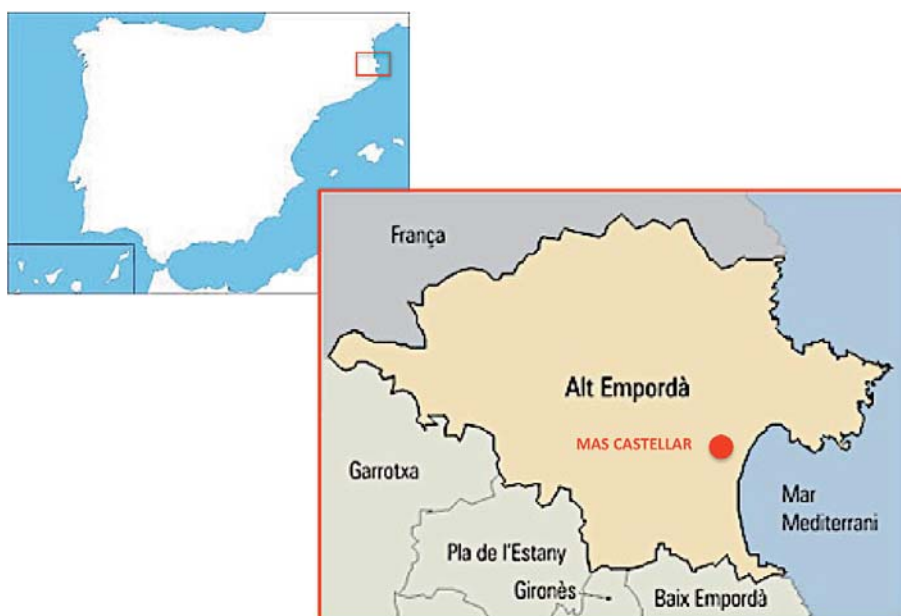 França
Alt Empordà
MAS CASTELLAR
Garrotxa
Mar
Mediterrani
Pla de l'Estany
Gironès
Baix Empordà